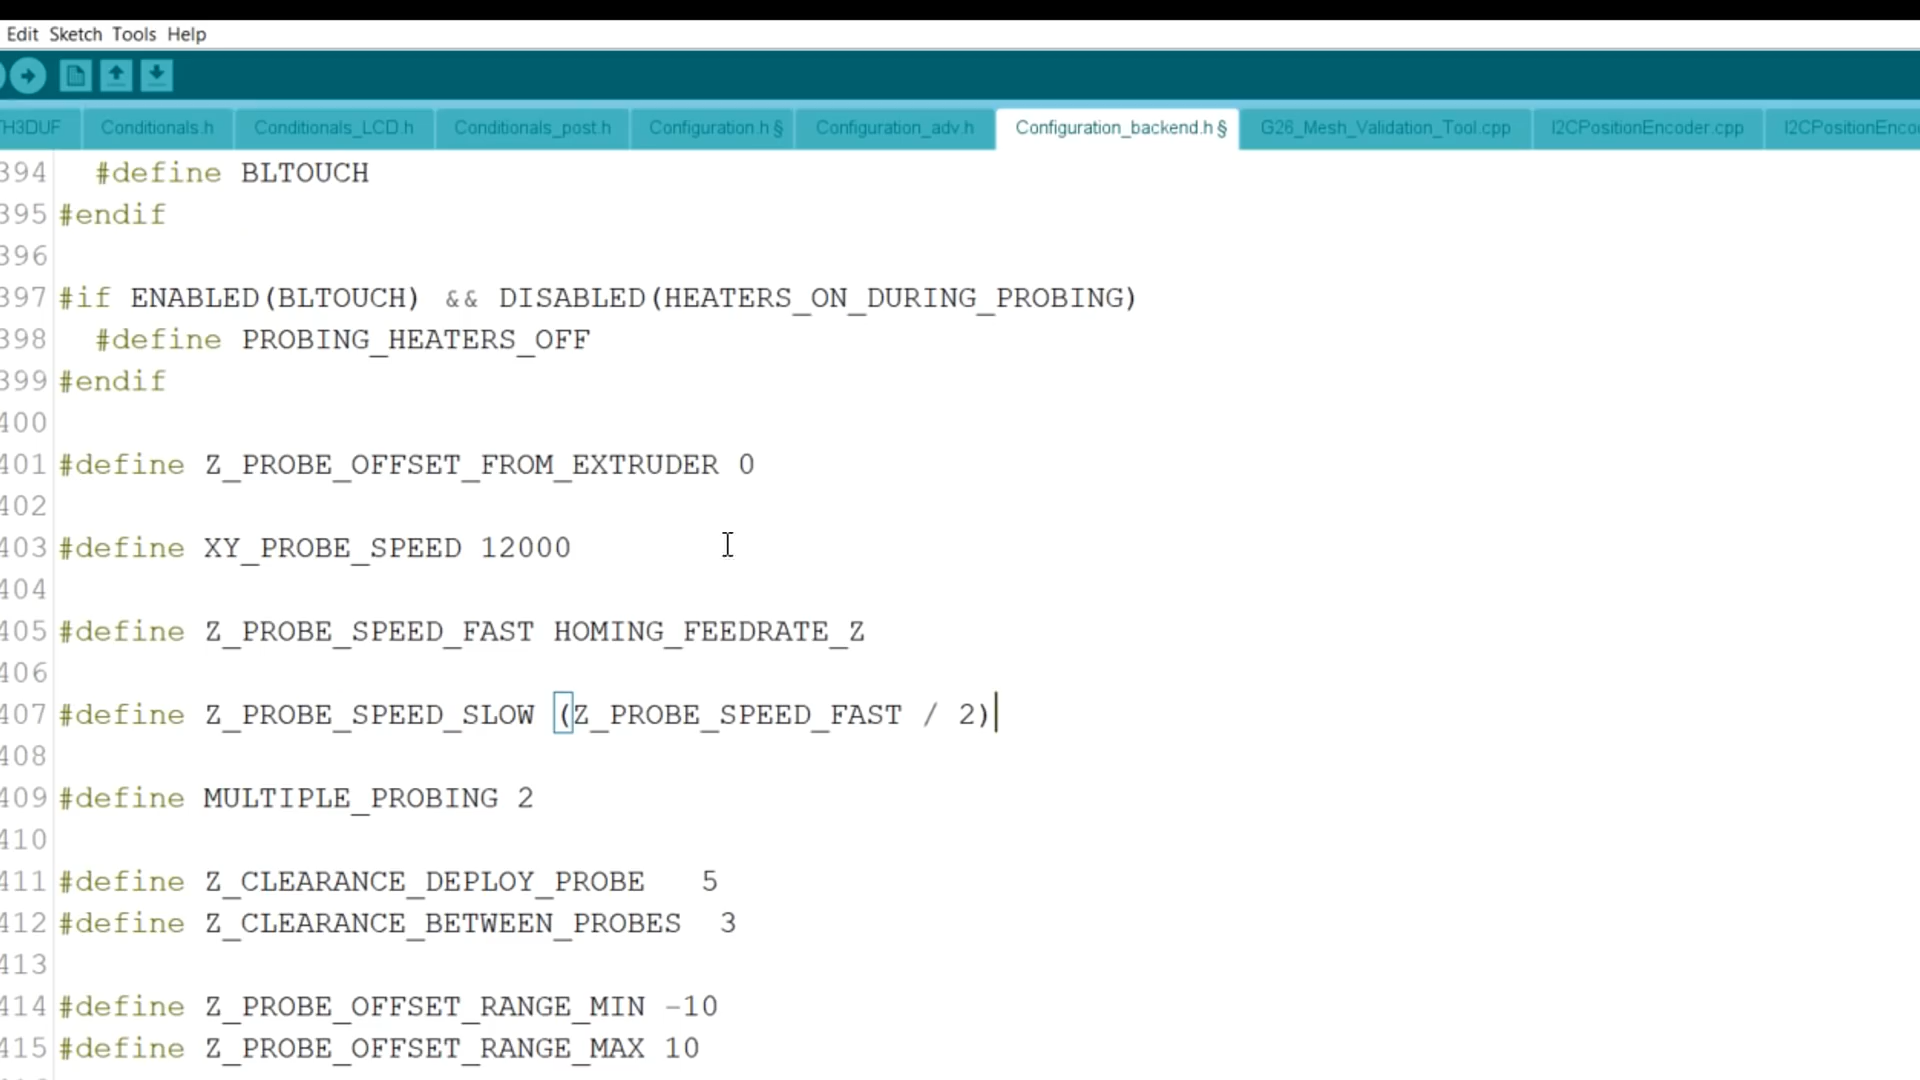 Edit Sketch Tools Help
TH3DUF Conditionals.h Conditionals_LCD.h Conditionals_post.h Configuration.h § Configuration_adv.h Configuration_backend.h § G26_Mesh_Validation_Tool.cpp I2CPositionEncoder.cpp I2CPositionEnco
394 #define BLTOUCH
395 #endif
396
397 #if ENABLED(BLTOUCH) && DISABLED(HEATERS_ON_DURING_PROBING)
398 #define PROBING_HEATERS_OFF
399 #endif
400
401 #define Z_PROBE_OFFSET_FROM_EXTRUDER 0
402
403 #define XY_PROBE_SPEED 12000
404
405 #define Z_PROBE_SPEED_FAST HOMING_FEEDRATE_Z
406
407 #define Z_PROBE_SPEED_SLOW (Z_PROBE_SPEED_FAST / 2)
408
409 #define MULTIPLE_PROBING 2
410
411 #define Z_CLEARANCE_DEPLOY_PROBE 5
412 #define Z_CLEARANCE_BETWEEN_PROBES 3
413
414 #define Z_PROBE_OFFSET_RANGE_MIN -10
415 #define Z_PROBE_OFFSET_RANGE_MAX 10